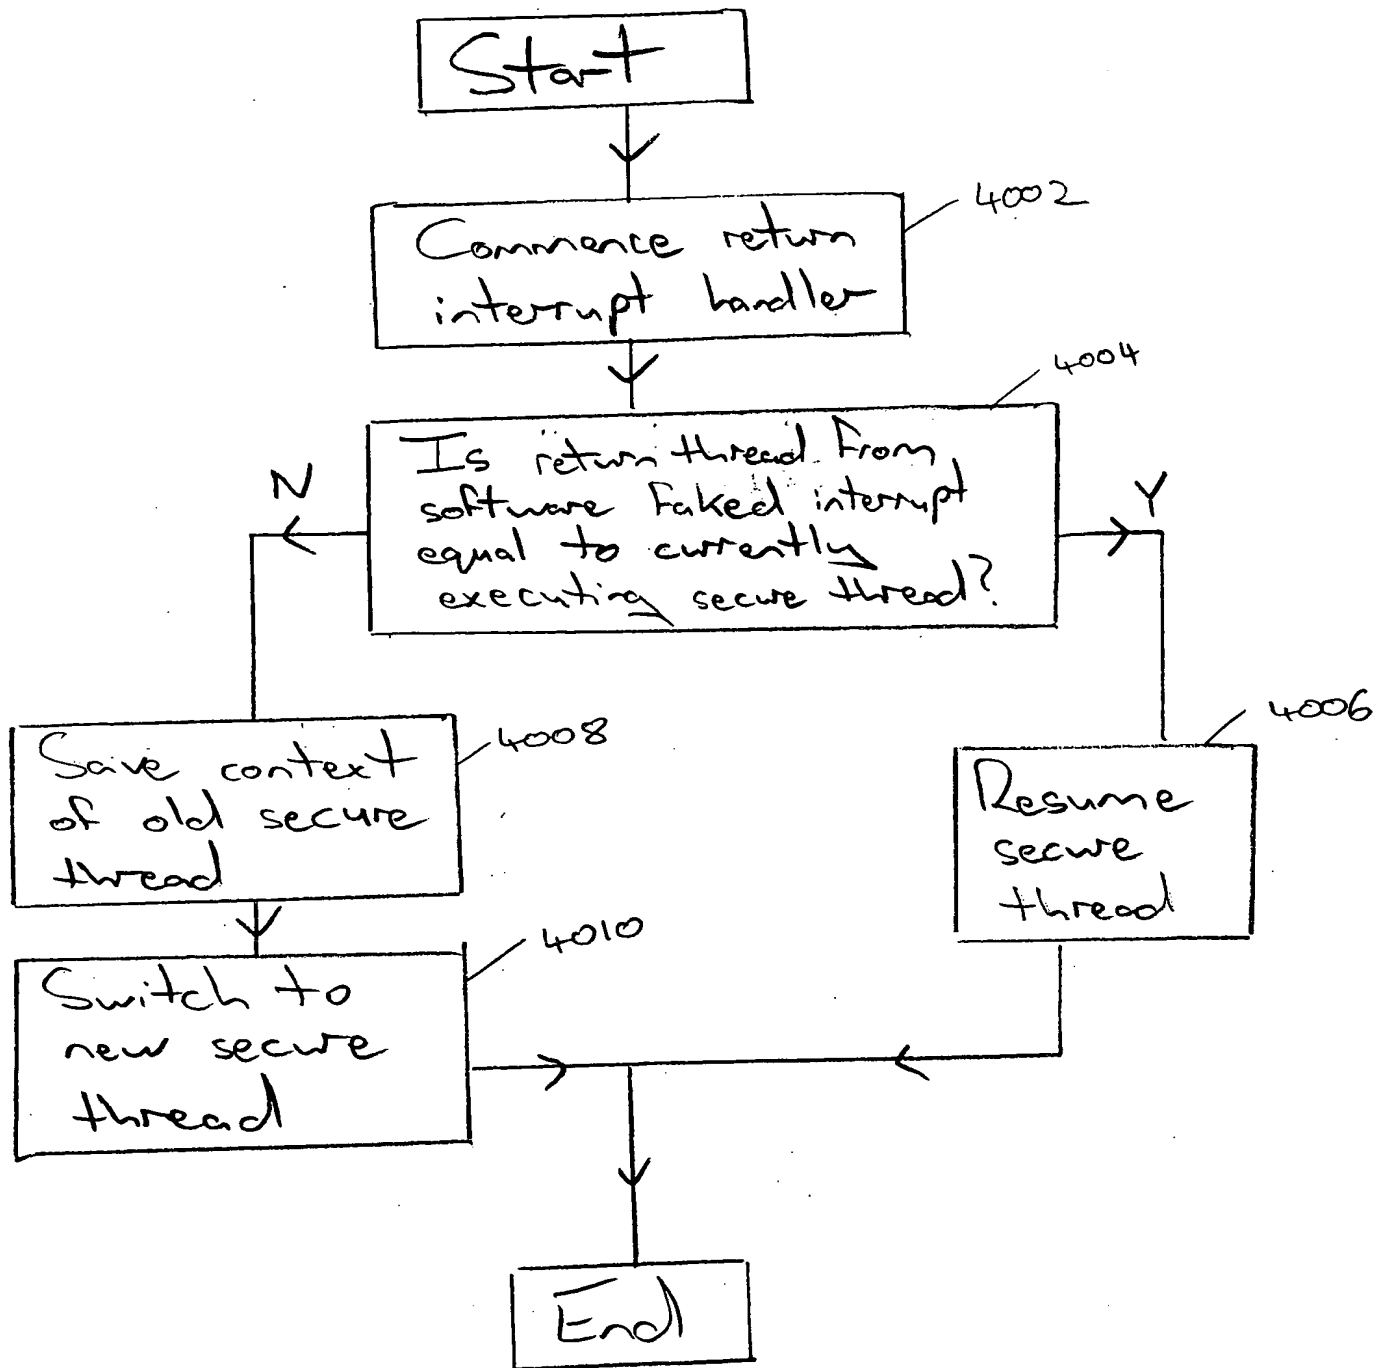 Start
Commence return
interrupt handler
4002
4004
Is return thread from
software faked interrupt
equal to currently
executing secure thread?
N
Y
Save context
of old secure
thread
4008
4006
Resume
secure
thread
Switch to
new secure
thread
4010
End